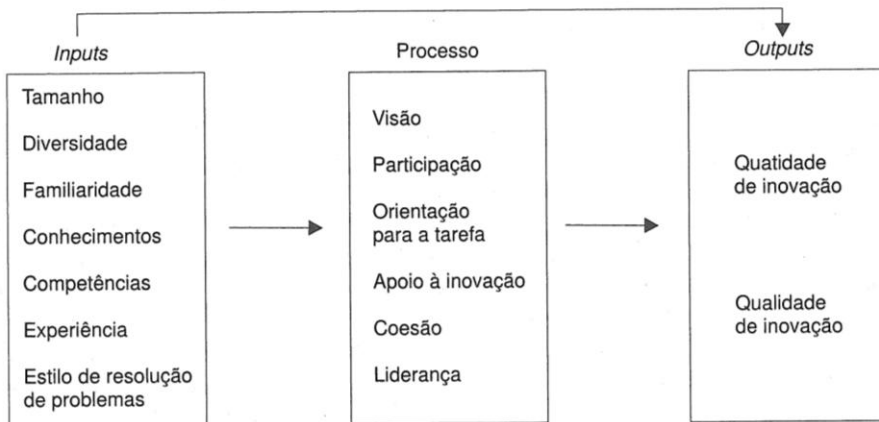 Inputs
Tamanho
Diversidade
Familiaridade
Conhecimentos
Competências
Experiência
Estilo de resolução
de problemas
Processo
Visão
Participação
Orientação
para a tarefa
Apoio à inovação
Coesão
Liderança
Outputs
Quatidade
de inovação
Qualidade
de inovação